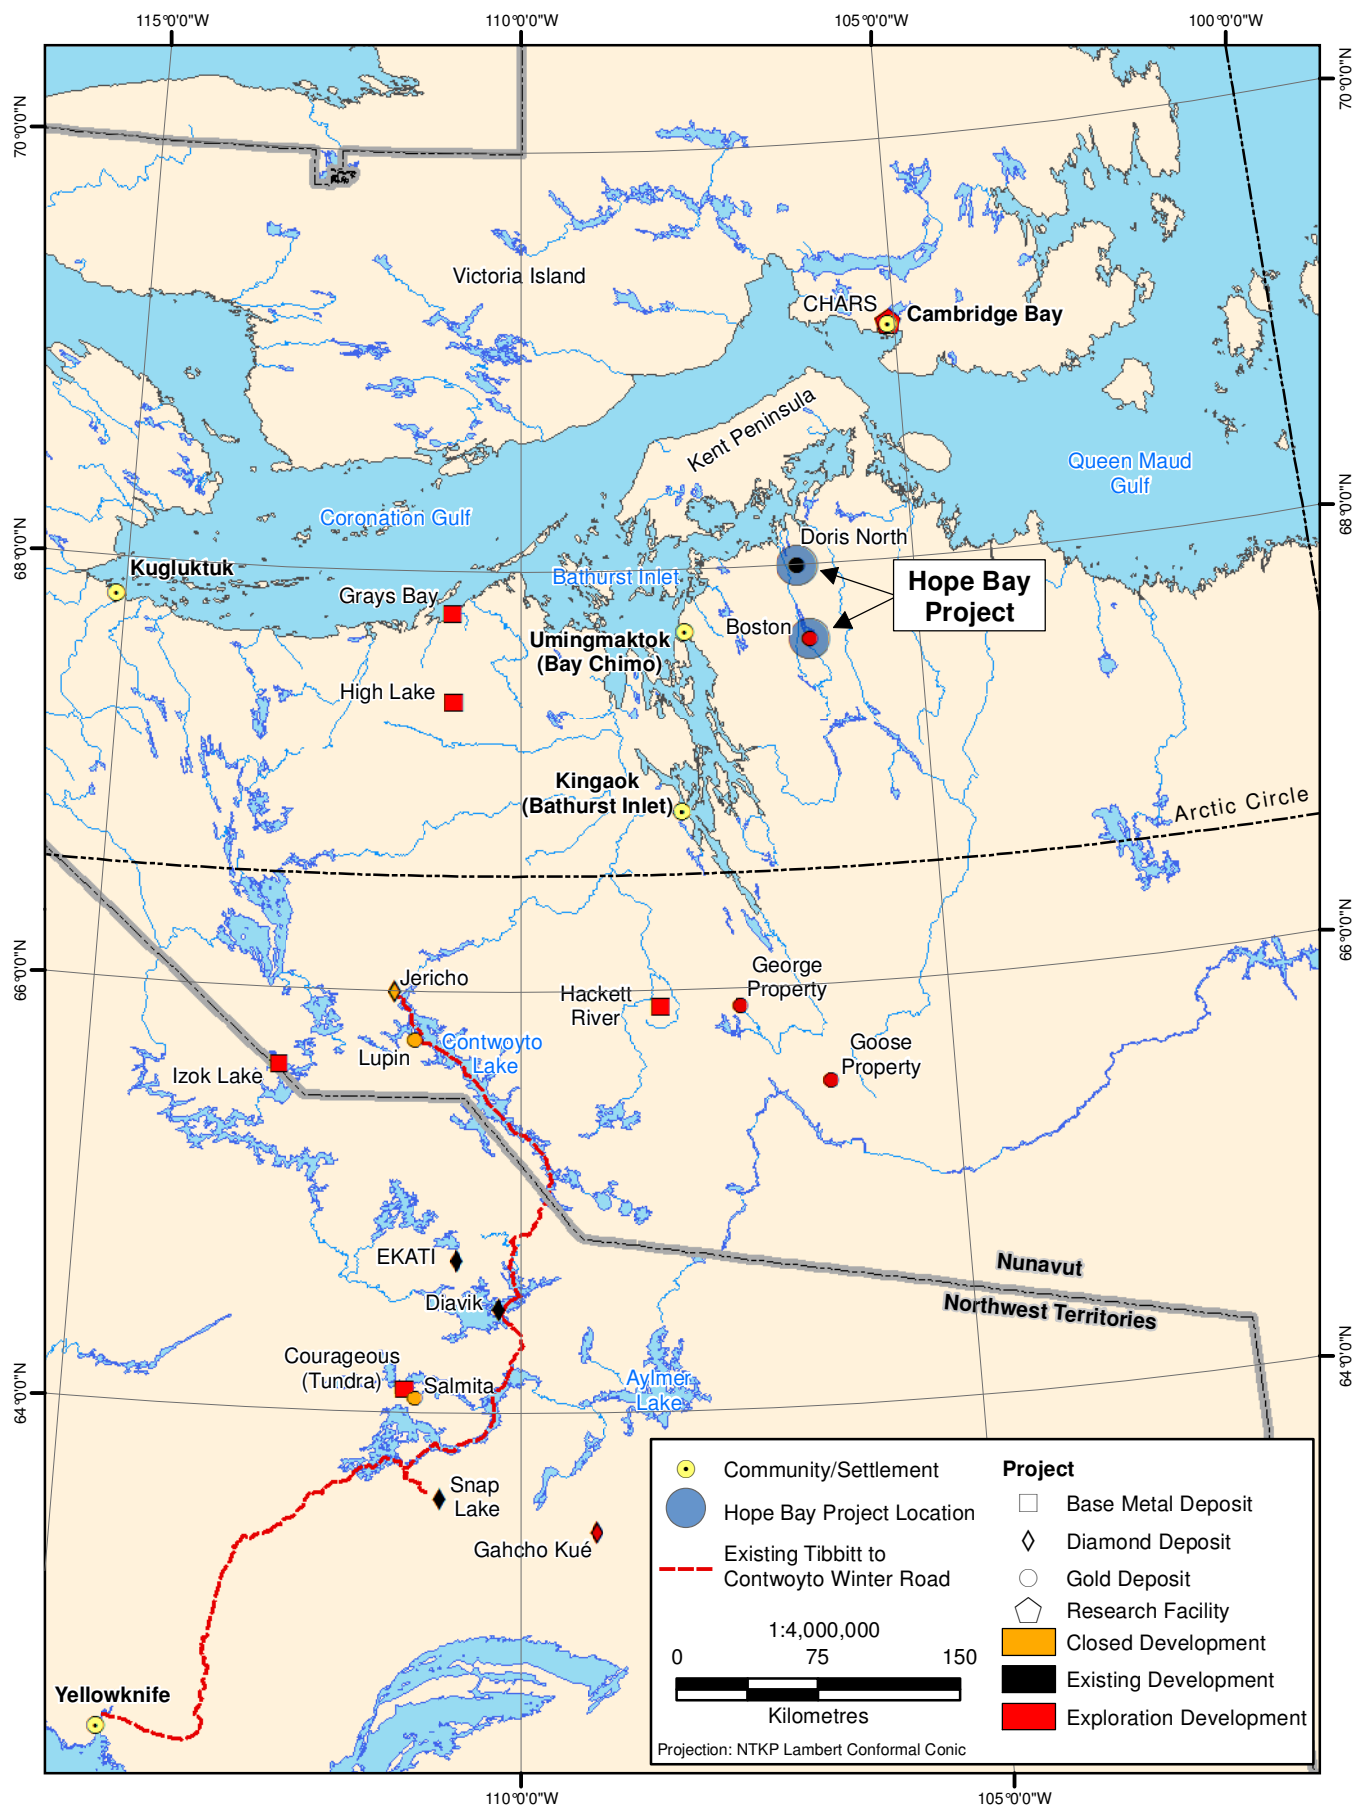 115°0'0"W
110°0'0"W
105°0'0"W
100°0'0"W
70°0'0"N
70°0'0"N
Victoria Island
CHARS
Cambridge Bay
Kent Peninsula
Queen Maud
Gulf
Coronation Gulf
68°0'0"N
68°0'0"N
Doris North
Kugluktuk
Bathurst Inlet
Hope Bay
Project
Grays Bay
Boston
Umingmaktok
(Bay Chimo)
High Lake
Kingaok
(Bathurst Inlet)
Arctic Circle
66°0'0"N
66°0'0"N
Jericho
George
Property
Hackett
River
Contwoyto
Lake
Lupin
Goose
Property
Izok Lake
EKATI
Nunavut
Northwest Territories
Diavik
64°0'0"N
64°0'0"N
Courageous
(Tundra)
Salmita
Aylmer
Lake
Snap
Lake
Gahcho Kué
Yellowknife
Community/Settlement
Hope Bay Project Location
Existing Tibbitt to
Contwoyto Winter Road
1:4,000,000
0 75 150
Kilometres
Projection: NTKP Lambert Conformal Conic
Project
Base Metal Deposit
Diamond Deposit
Gold Deposit
Research Facility
Closed Development
Existing Development
Exploration Development
110°0'0"W
105°0'0"W